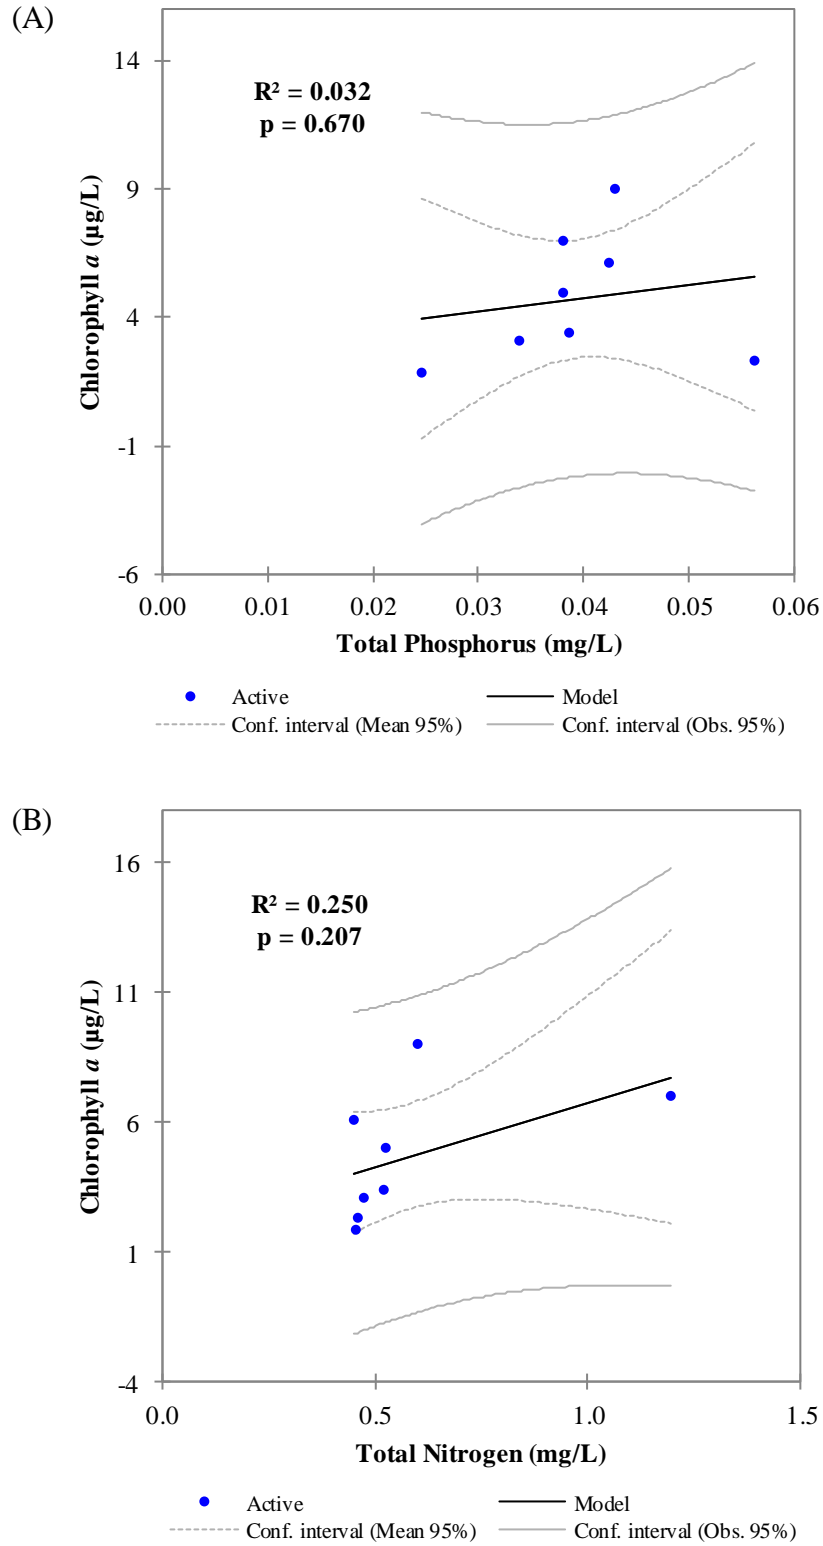 (A)
14
9
4
-1
-6
Chlorophyll a (µg/L)
R² = 0.032
p = 0.670
0.00 0.01 0.02 0.03 0.04 0.05 0.06
Total Phosphorus (mg/L)
Active Model
Conf. interval (Mean 95%) Conf. interval (Obs. 95%)
(B)
16
11
6
1
-4
Chlorophyll a (µg/L)
R² = 0.250
p = 0.207
0.0 0.5 1.0 1.5
Total Nitrogen (mg/L)
Active Model
Conf. interval (Mean 95%) Conf. interval (Obs. 95%)